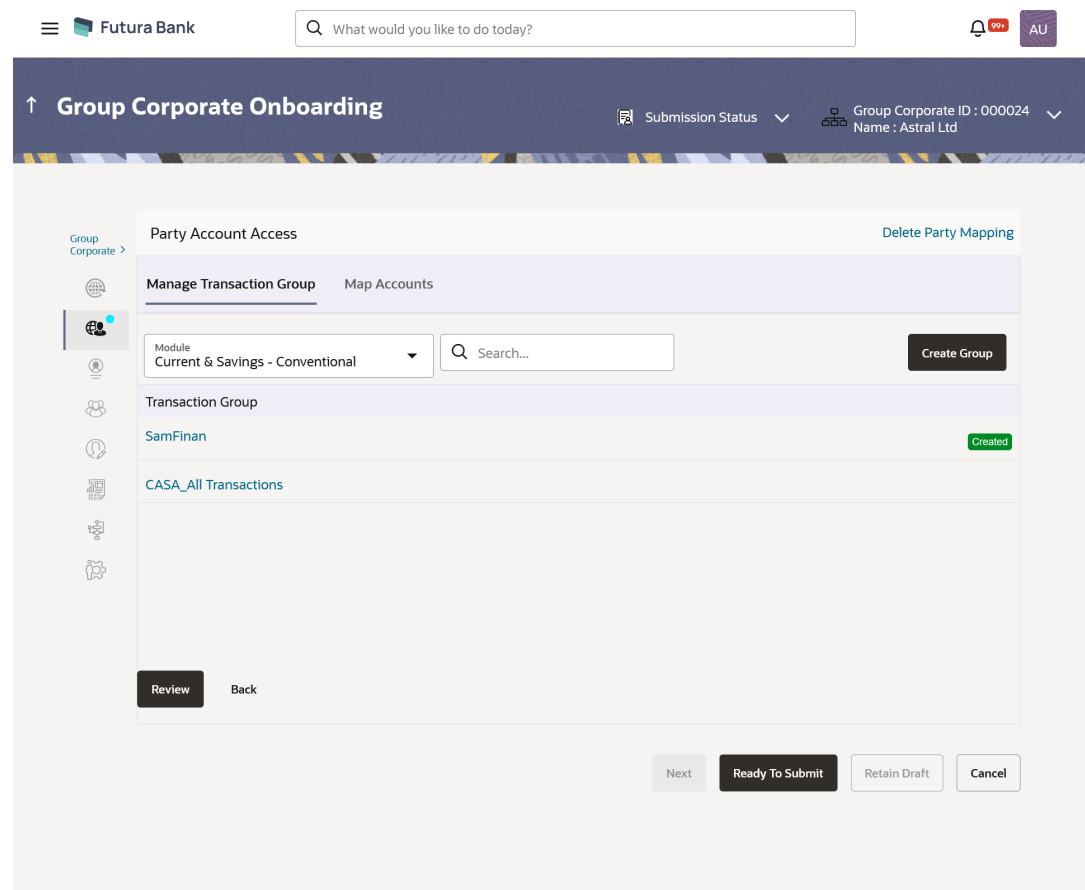 Futura Bank
What would you like to do today?
99+
AU
Group Corporate Onboarding
Submission Status
Group Corporate ID : 000024
Name : Astral Ltd
Group
Corporate
Party Account Access
Delete Party Mapping
Manage Transaction Group
Map Accounts
Module
Current & Savings - Conventional
Search...
Create Group
Transaction Group
SamFinan
Created
CASA_All Transactions
Review
Back
Next
Ready To Submit
Retain Draft
Cancel